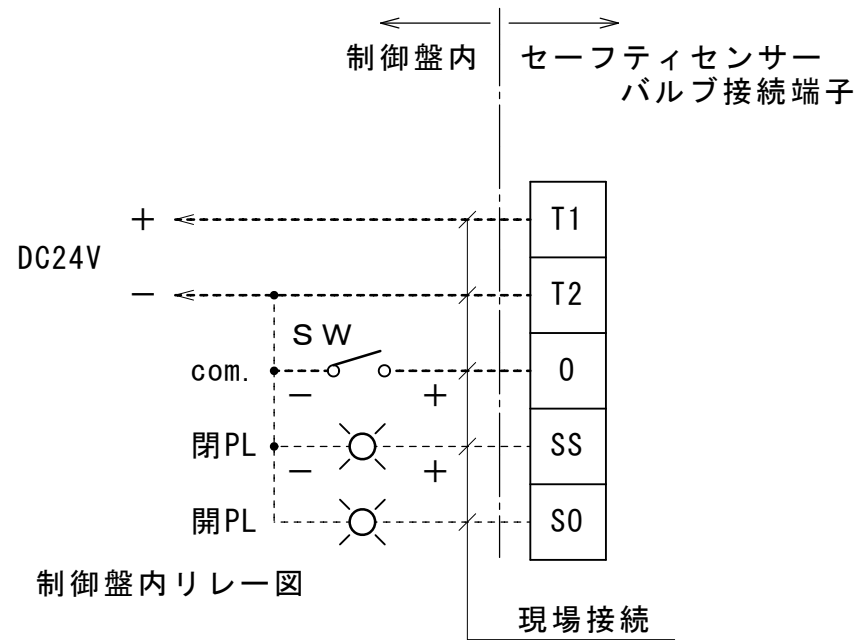 制御盤内
セーフティセンサー
バルブ接続端子
+
T1
DC24V
−
T2
SW
com.
−
+
O
閉PL
−
+
SS
開PL
SO
制御盤内リレー図
現場接続